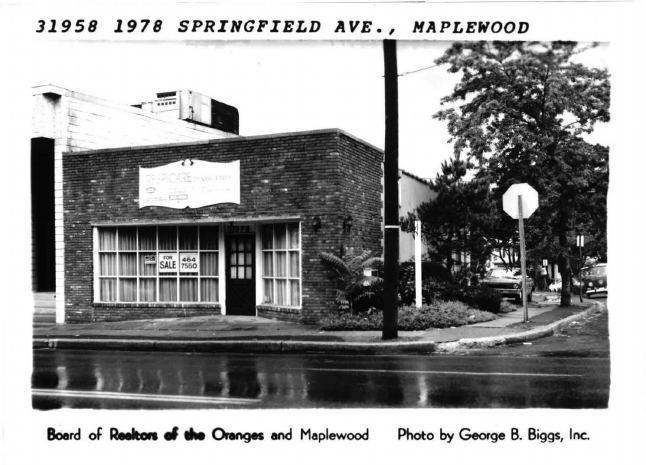 31958 1978 SPRINGFIELD AVE., MAPLEWOOD
FOR
SALE
464
7550
Board of Realtors of the Oranges and Maplewood Photo by George B. Biggs, Inc.